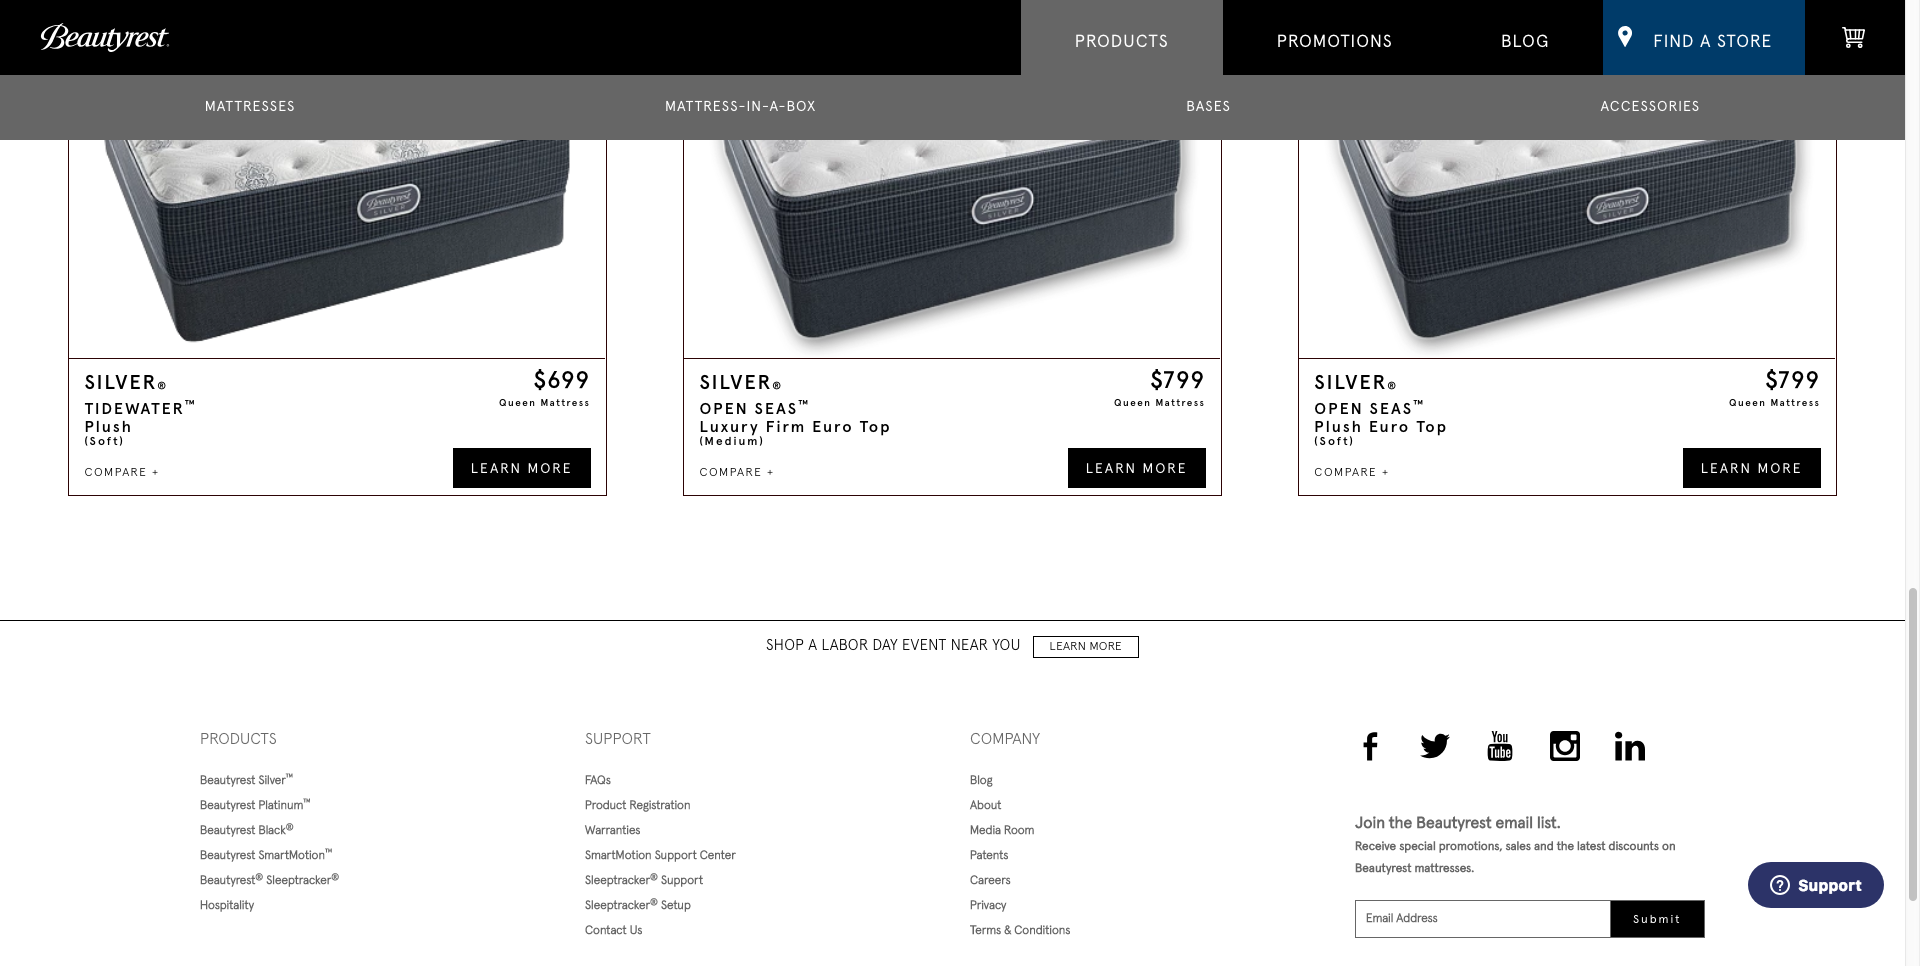 Beautyrest
PRODUCTS
PROMOTIONS
BLOG
FIND A STORE
MATTRESSES
MATTRESS-IN-A-BOX
BASES
ACCESSORIES
Beautyrest
SILVER
Beautyrest
SILVER
Beautyrest
SILVER
SILVER®
$699
Queen Mattress
TIDEWATER™
Plush
(Soft)
COMPARE +
LEARN MORE
SILVER®
$799
Queen Mattress
OPEN SEAS™
Luxury Firm Euro Top
(Medium)
COMPARE +
LEARN MORE
SILVER®
$799
Queen Mattress
OPEN SEAS™
Plush Euro Top
(Soft)
COMPARE +
LEARN MORE
SHOP A LABOR DAY EVENT NEAR YOU
LEARN MORE
PRODUCTS
Beautyrest Silver™
Beautyrest Platinum™
Beautyrest Black®
Beautyrest SmartMotion™
Beautyrest® Sleeptracker®
Hospitality
SUPPORT
FAQs
Product Registration
Warranties
SmartMotion Support Center
Sleeptracker® Support
Sleeptracker® Setup
Contact Us
COMPANY
Blog
About
Media Room
Patents
Careers
Privacy
Terms & Conditions
You
Tube
Join the Beautyrest email list.
Receive special promotions, sales and the latest discounts on
Beautyrest mattresses.
Email Address
Submit
Support